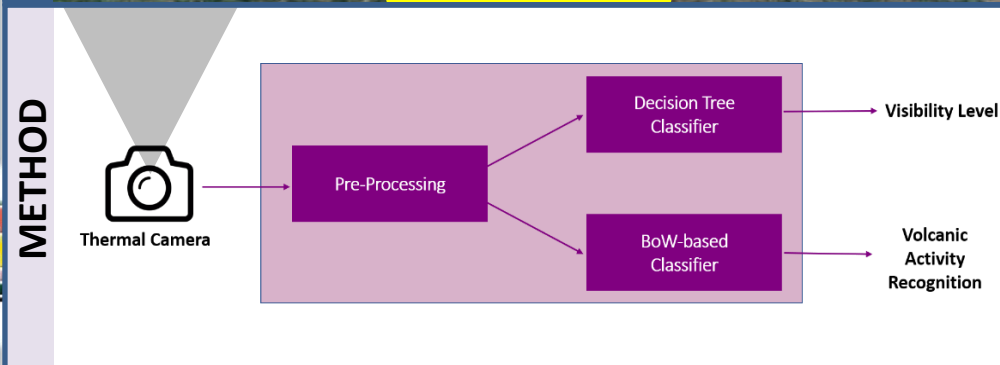 METHOD
Thermal Camera
Pre-Processing
Decision Tree
Classifier
Visibility Level
BoW-based
Classifier
Volcanic
Activity
Recognition